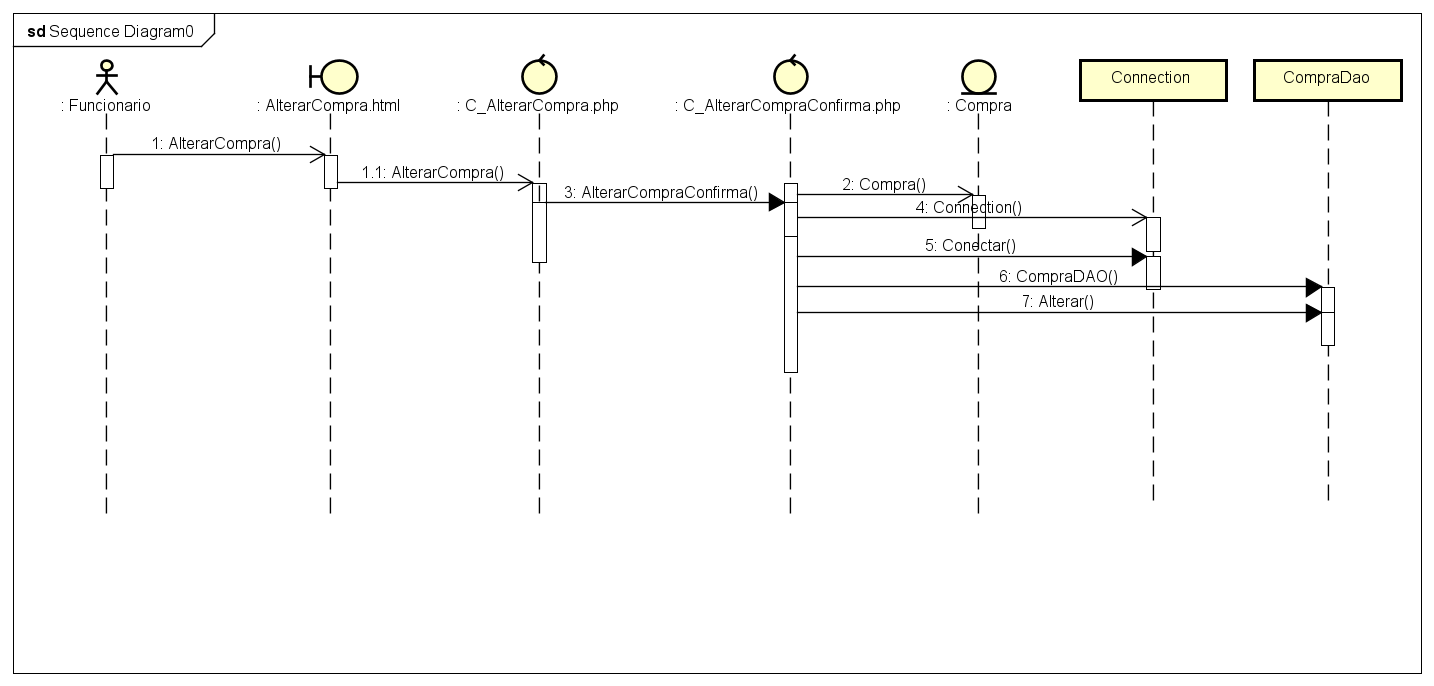 sd Sequence Diagram0
: Funcionario
: AlterarCompra.html
: C_AlterarCompra.php
: C_AlterarCompraConfirma.php
: Compra
Connection
CompraDao
1: AlterarCompra()
1.1: AlterarCompra()
2: Compra()
3: AlterarCompraConfirma()
4: Connection()
5: Conectar()
6: CompraDAO()
7: Alterar()